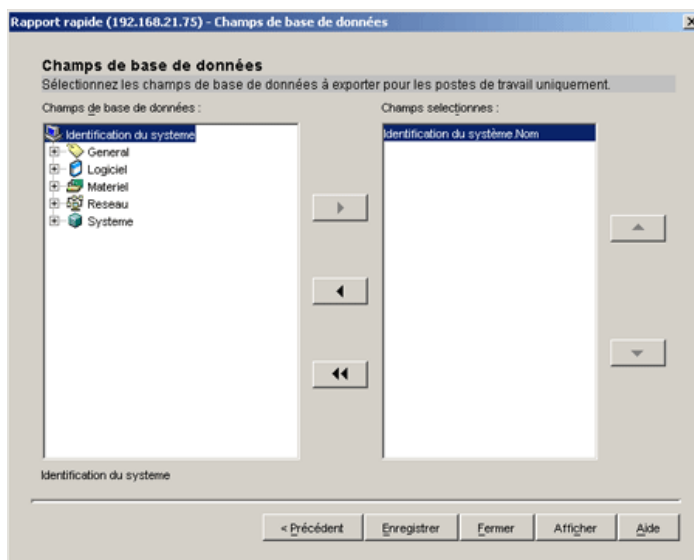 Rapport rapide (192.168.21.75) - Champs de base de données
Champs de base de données
Sélectionnez les champs de base de données à exporter pour les postes de travail uniquement.
Champs de base de données :
Champs selectionnes :
Identification du systeme
General
Logiciel
Materiel
Reseau
Systeme
Identification du système.Nom
Identification du systeme
< Précédent
Enregistrer
Fermer
Afficher
Aide